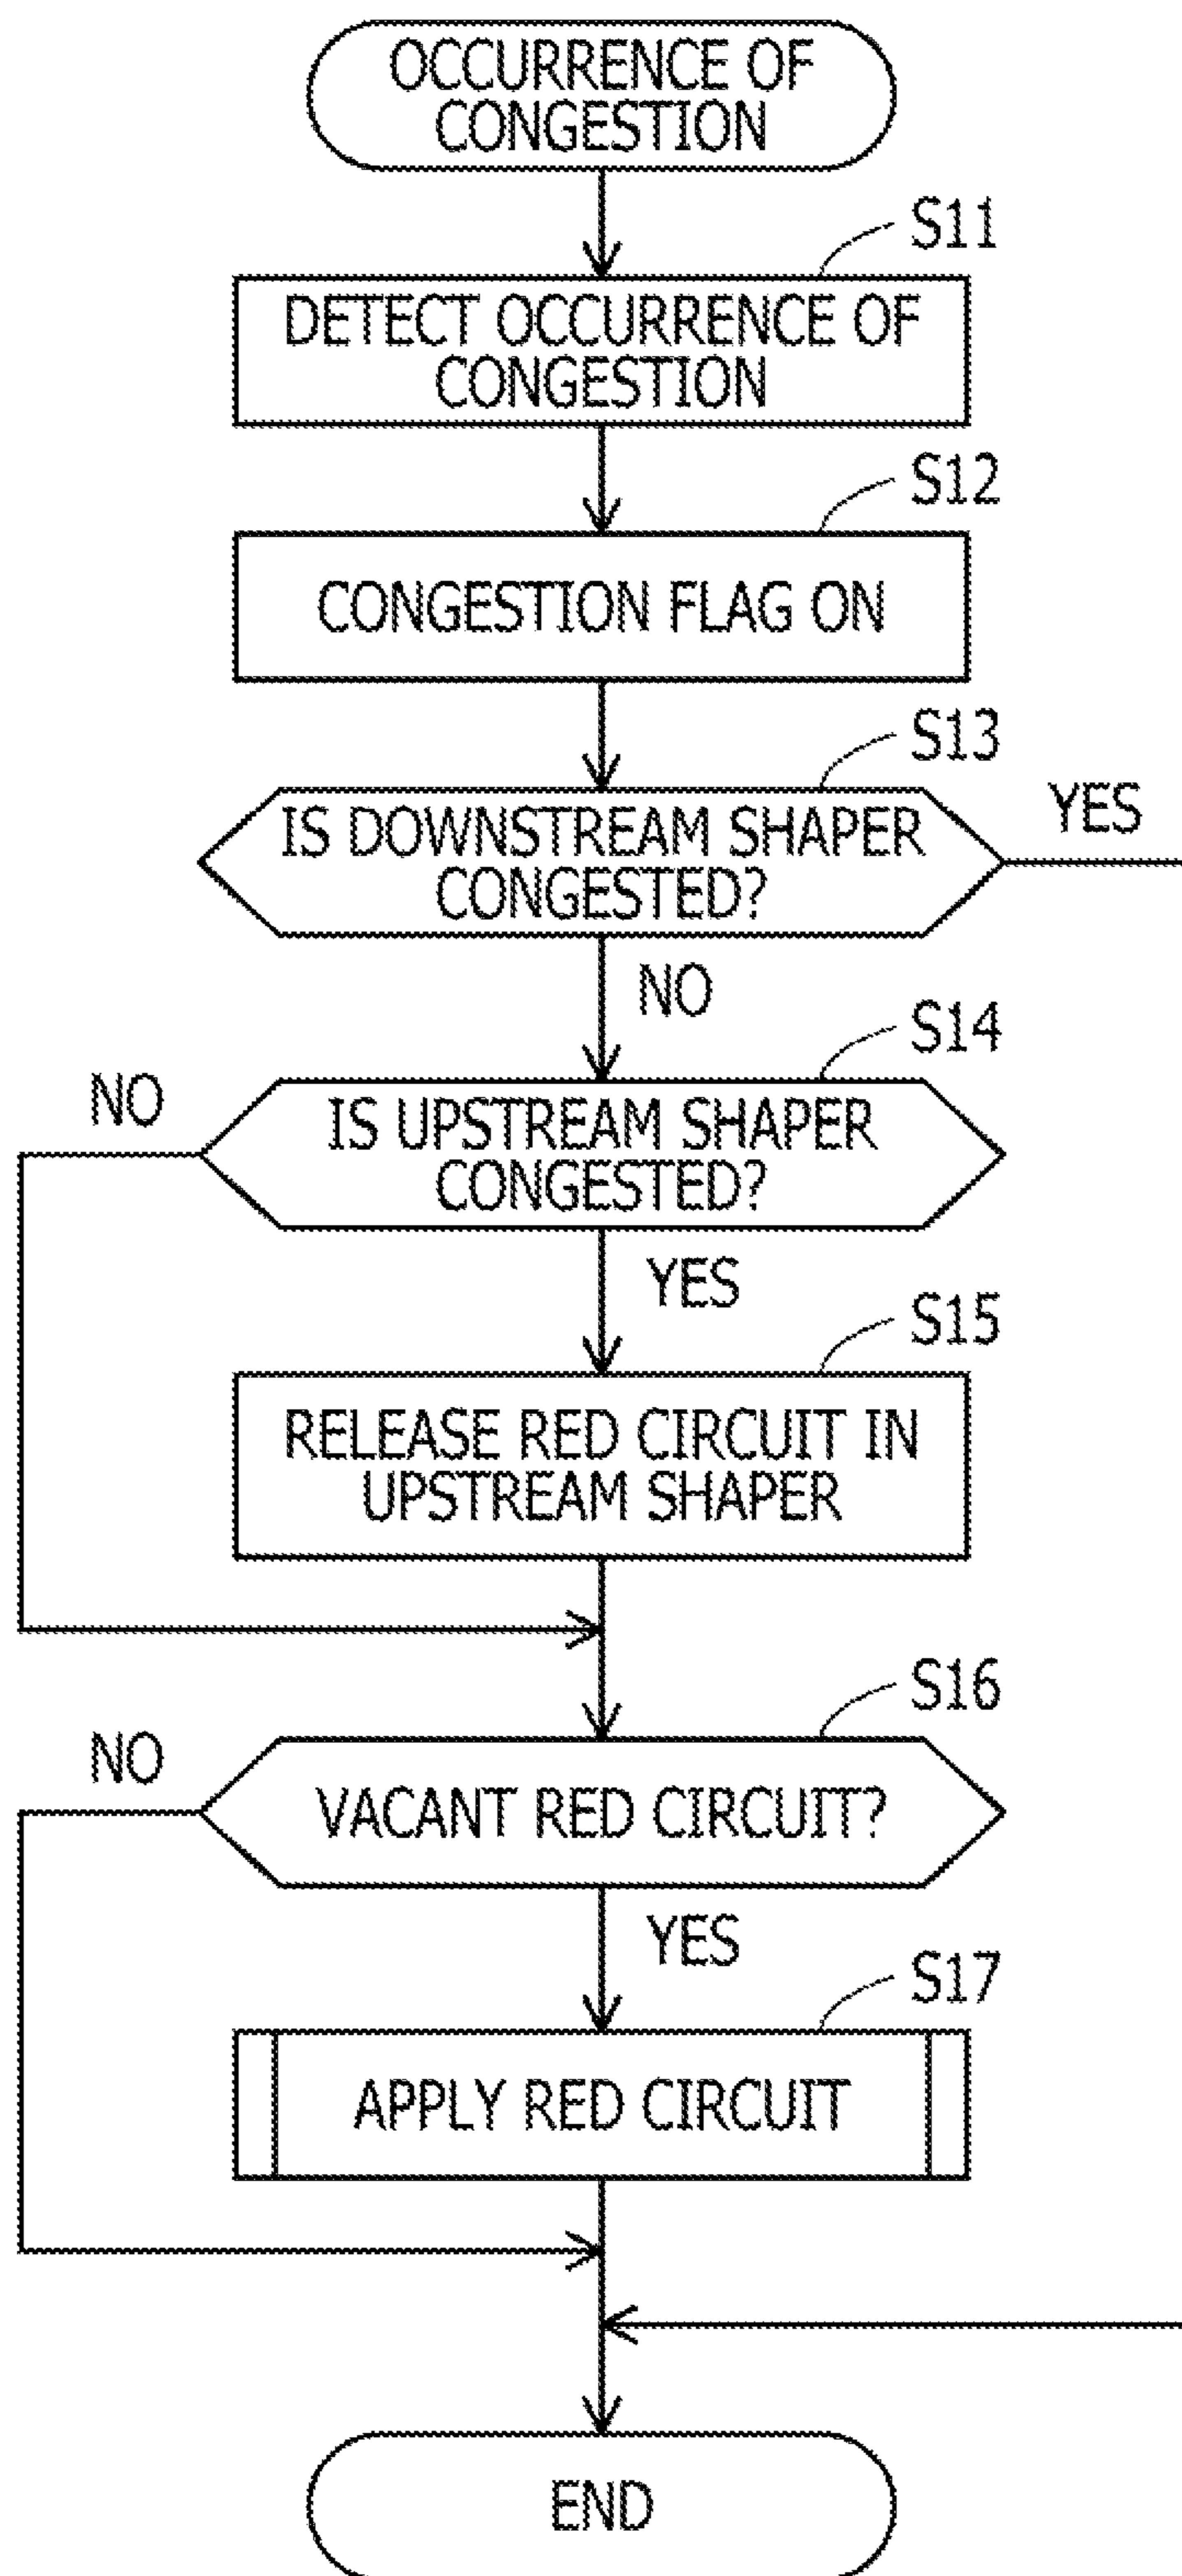 OCCURRENCE OF
CONGESTION
S11
DETECT OCCURRENCE OF
CONGESTION
S12
CONGESTION FLAG ON
S13
IS DOWNSTREAM SHAPER
CONGESTED?
YES
NO
S14
NO
IS UPSTREAM SHAPER
CONGESTED?
YES
S15
RELEASE RED CIRCUIT IN
UPSTREAM SHAPER
S16
NO
VACANT RED CIRCUIT?
YES
S17
APPLY RED CIRCUIT
END